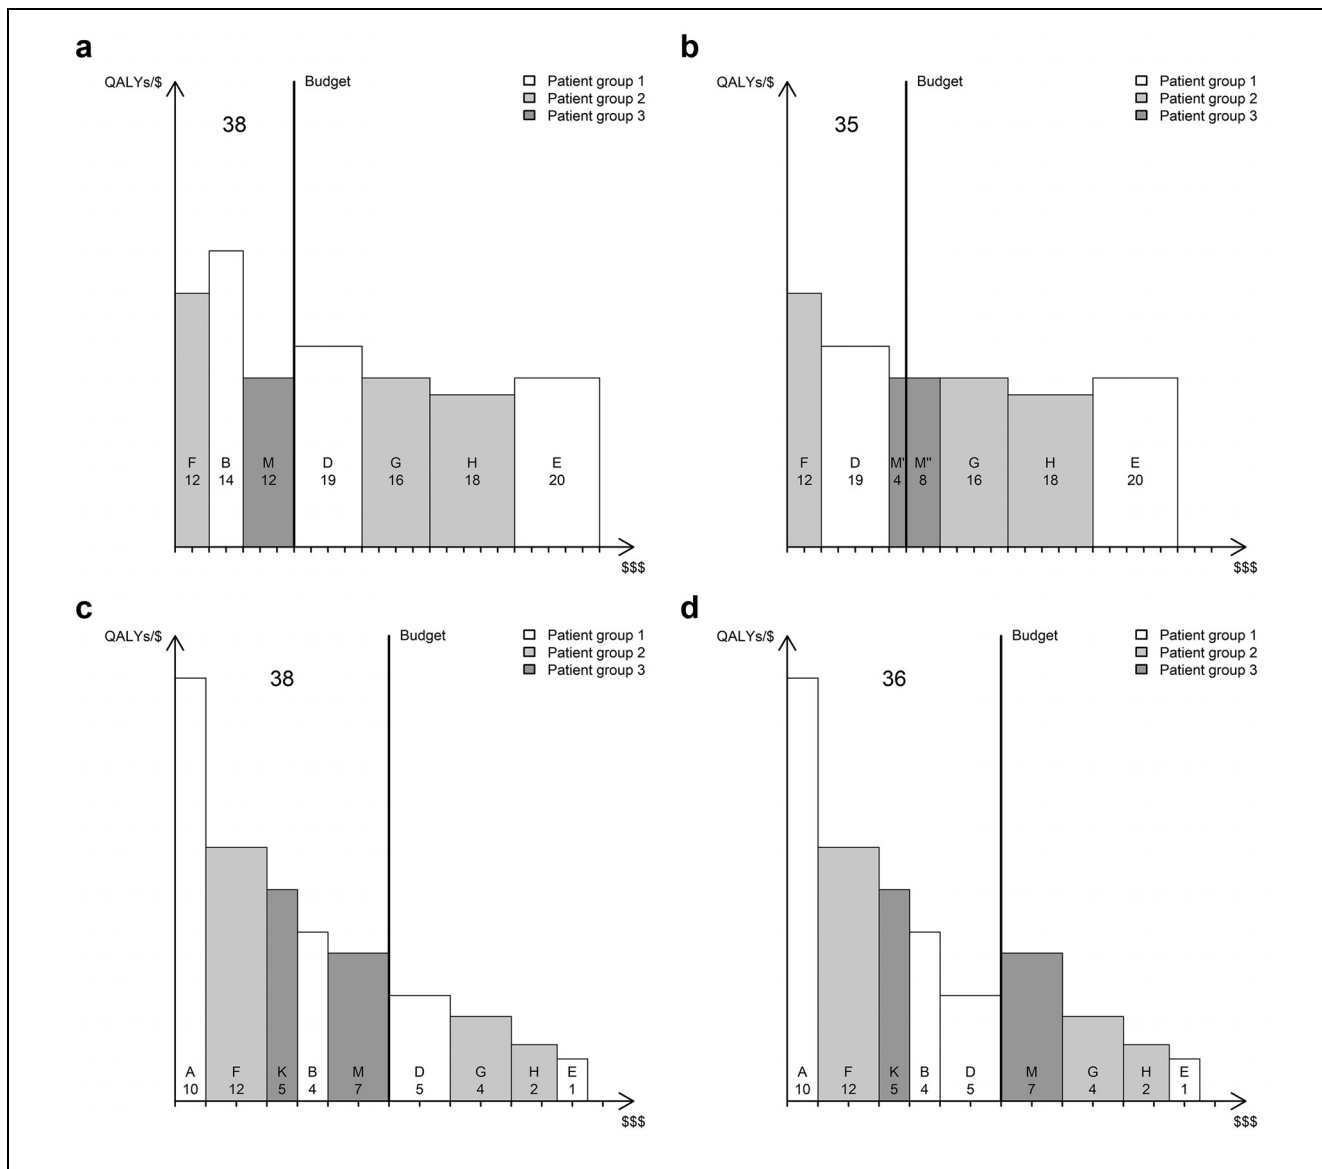 a
QALYs/$
Budget
38
Patient group 1
Patient group 2
Patient group 3
F B M D G H E
12 14 12 19 16 18 20
$$$
b
QALYs/$
Budget
35
Patient group 1
Patient group 2
Patient group 3
F D M' M" G H E
12 19 4 8 16 18 20
$$$
c
QALYs/$
Budget
38
Patient group 1
Patient group 2
Patient group 3
A F K B M D G H E
10 12 5 4 7 5 4 2 1
$$$
d
QALYs/$
Budget
36
Patient group 1
Patient group 2
Patient group 3
A F K B D M G H E
10 12 5 4 5 7 4 2 1
$$$